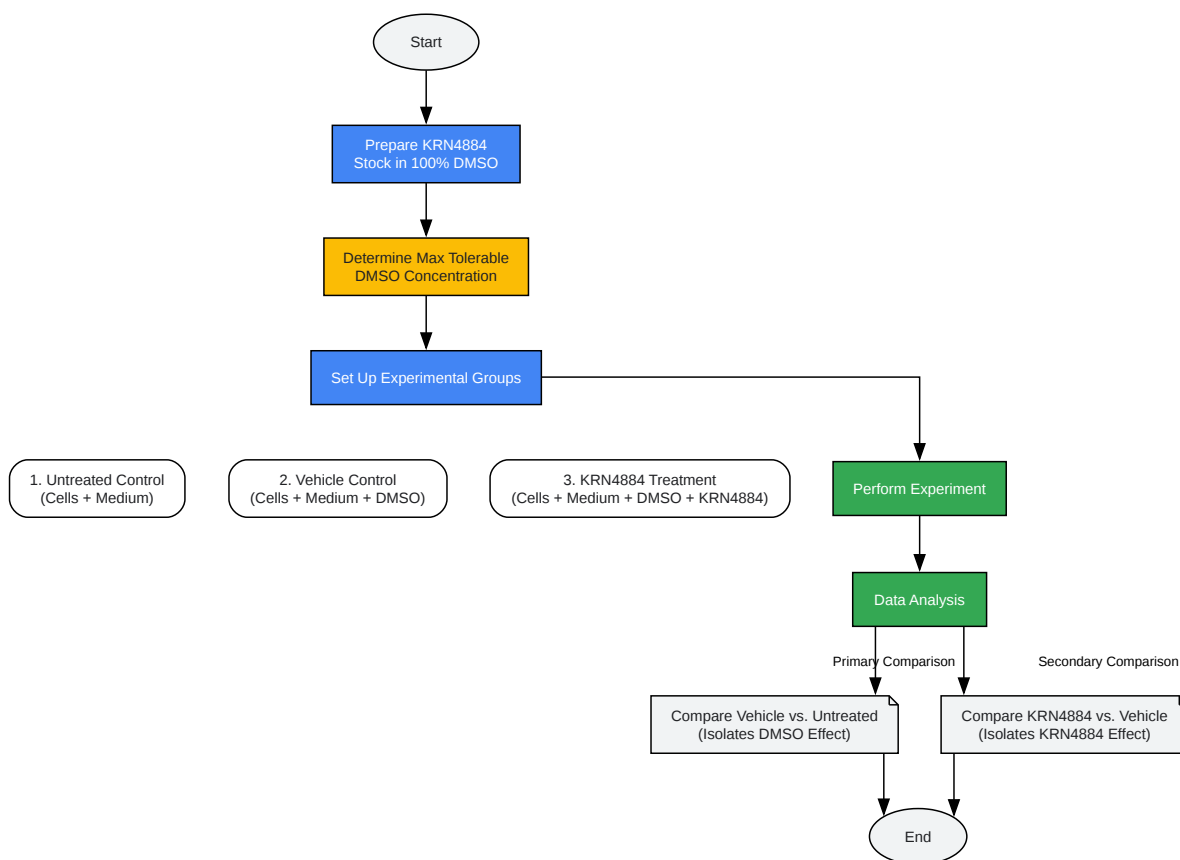 Start
Prepare KRN4884
Stock in 100% DMSO
Determine Max Tolerable
DMSO Concentration
Set Up Experimental Groups
1. Untreated Control
(Cells + Medium)
2. Vehicle Control
(Cells + Medium + DMSO)
3. KRN4884 Treatment
(Cells + Medium + DMSO + KRN4884)
Perform Experiment
Data Analysis
Primary Comparison
Secondary Comparison
Compare Vehicle vs. Untreated
(Isolates DMSO Effect)
Compare KRN4884 vs. Vehicle
(Isolates KRN4884 Effect)
End